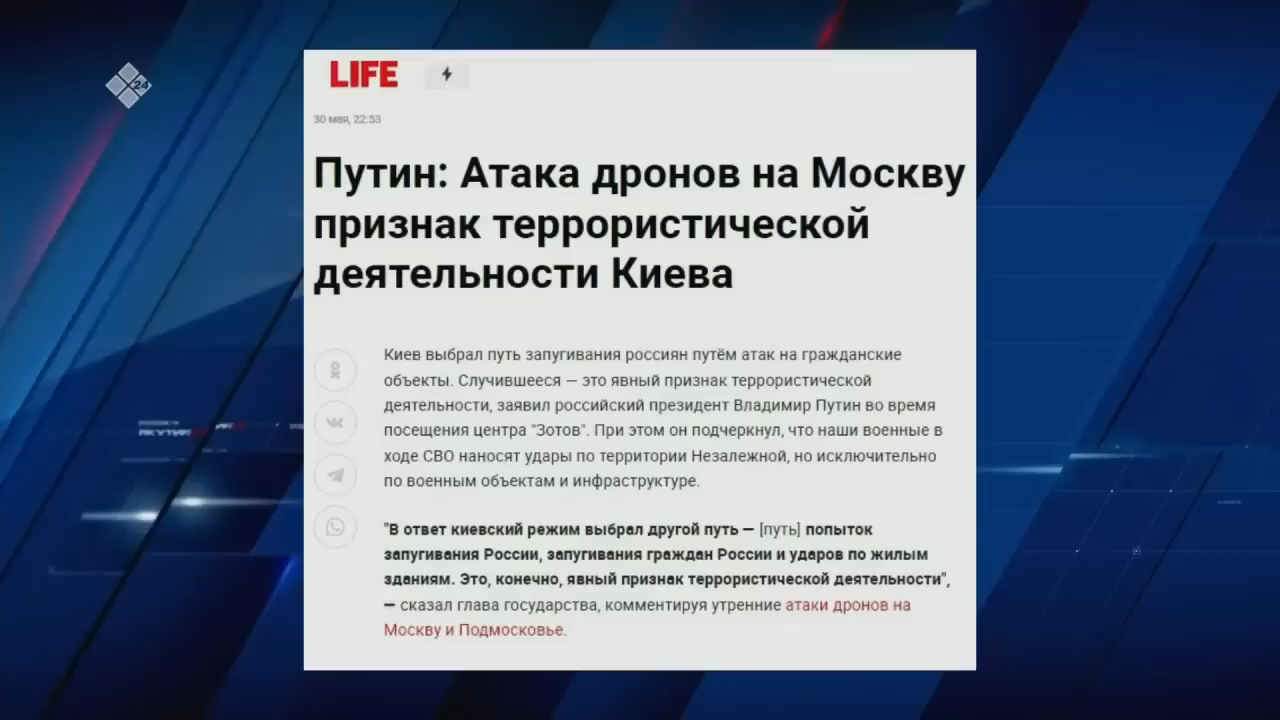 24
LIFE
30 мая, 22:53
Путин: Атака дронов на Москву
признак террористической
деятельности Киева
Киев выбрал путь запугивания россиян путём атак на гражданские
объекты. Случившееся — это явный признак террористической
деятельности, заявил российский президент Владимир Путин во время
посещения центра "Зотов". При этом он подчеркнул, что наши военные в
ходе СВО наносят удары по территории Незалежной, но исключительно
по военным объектам и инфраструктуре.
"В ответ киевский режим выбрал другой путь — [путь] попыток
запугивания России, запугивания граждан России и ударов по жилым
зданиям. Это, конечно, явный признак террористической деятельности",
— сказал глава государства, комментируя утренние атаки дронов на
Москву и Подмосковье.